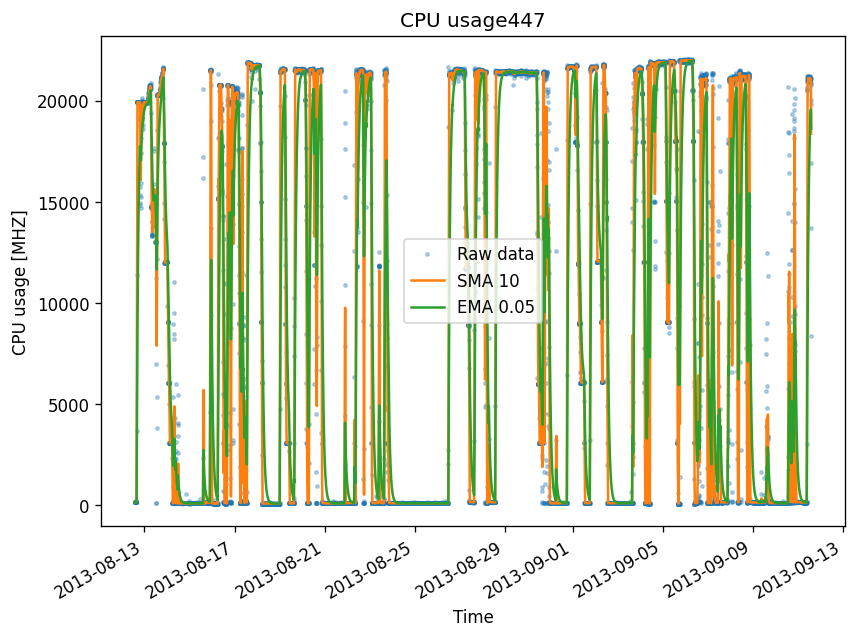 CPU usage447
CPU usage [MHZ]
20000
15000
10000
5000
0
Raw data
SMA 10
EMA 0.05
2013-08-13
2013-08-17
2013-08-21
2013-08-25
2013-08-29
2013-09-01
2013-09-05
2013-09-09
2013-09-13
Time